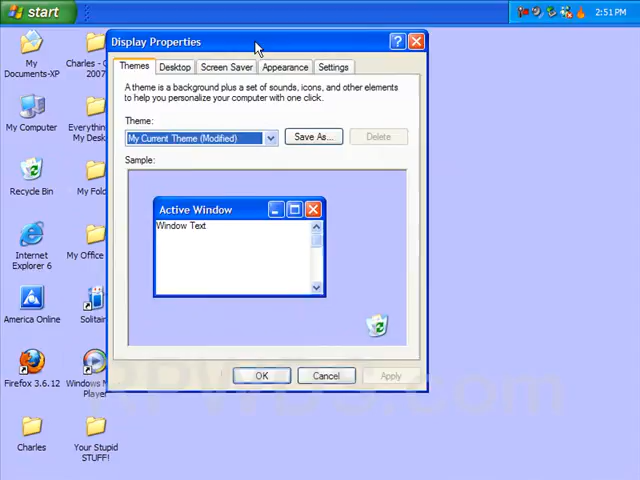 start
2:51 PM
My
Documents-XP
Charles -
2007
My Computer
Everything
My Desk
Recycle Bin
My Fold
Internet
Explorer 6
My Office
America Online
Solitai
Firefox 3.6.12
Windows M
Player
Charles
Your Stupid
STUFF!
Display Properties
Themes
Desktop
Screen Saver
Appearance
Settings
A theme is a background plus a set of sounds, icons, and other elements
to help you personalize your computer with one click.
Theme:
My Current Theme (Modified)
Save As...
Delete
Sample:
Active Window
Window Text
OK
Cancel
Apply